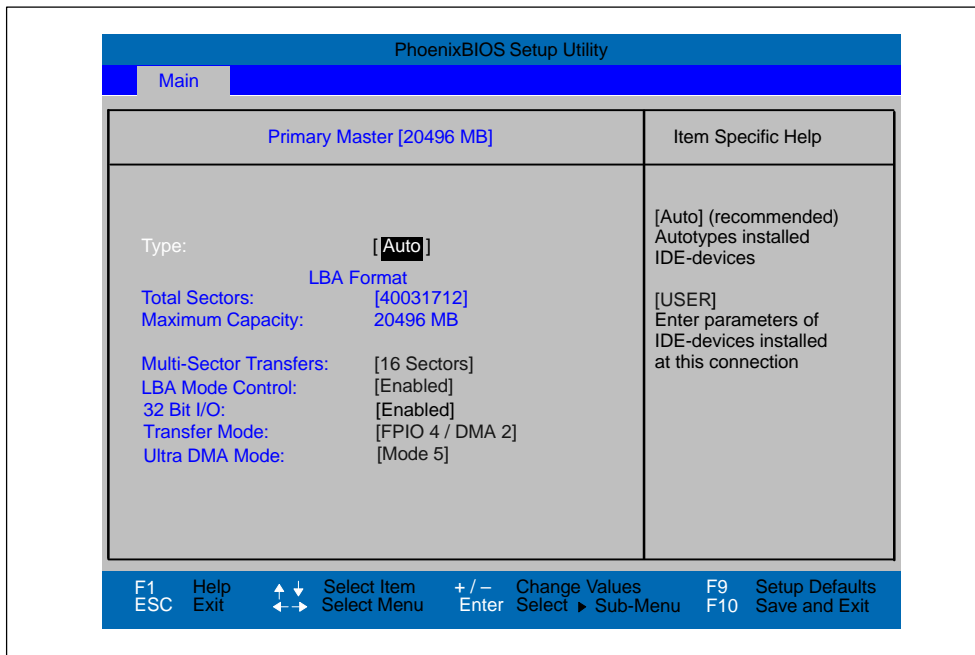 PhoenixBIOS Setup Utility
Main
Primary Master [20496 MB]
Item Specific Help
Type: [ Auto ]
LBA Format
Total Sectors: [40031712]
Maximum Capacity: 20496 MB
Multi-Sector Transfers: [16 Sectors]
LBA Mode Control: [Enabled]
32 Bit I/O: [Enabled]
Transfer Mode: [FPIO 4 / DMA 2]
Ultra DMA Mode: [Mode 5]
[Auto] (recommended)
Autotypes installed
IDE-devices
[USER]
Enter parameters of
IDE-devices installed
at this connection
F1 Help ↑ ↓ Select Item + / – Change Values F9 Setup Defaults
ESC Exit ←→ Select Menu Enter Select ▶ Sub-Menu F10 Save and Exit